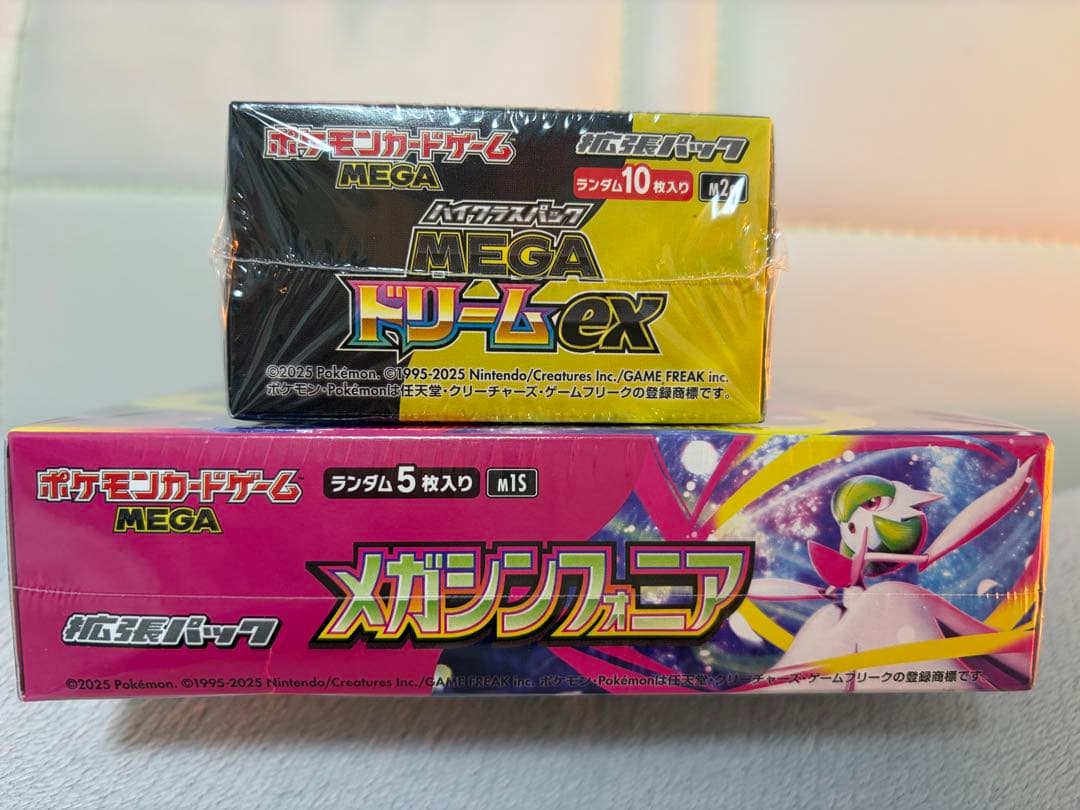 ポケモンカードゲーム
MEGA
拡張パック
ランダム10枚入り
ハイクラスパック
MEGA
ドリームex
©2025 Pokémon. ©1995-2025 Nintendo/Creatures Inc./GAME FREAK inc.
ポケモン・Pokémonは任天堂・クリーチャーズ・ゲームフリークの登録商標です。
ポケモンカードゲーム
MEGA
ランダム5枚入り M1S
メガシンフォニア
拡張パック
©2025 Pokémon. ©1995-2025 Nintendo/Creatures Inc./GAME FREAK inc. ポケモン・Pokémonは任天堂・クリーチャーズ・ゲームフリークの登録商標です。